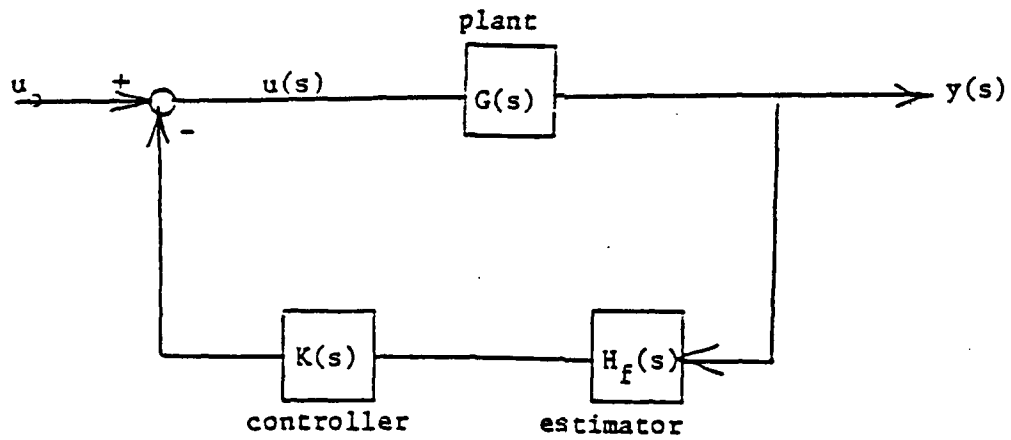 plant
u + u(s) G(s) y(s)
-
K(s) H_f(s)
controller estimator